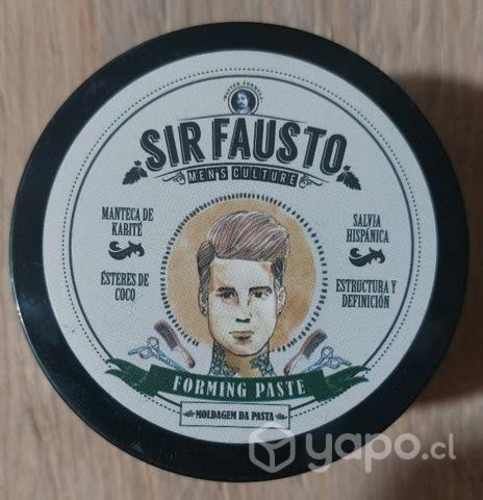 SIR FAUSTO
MEN'S CULTURE
MANTECA DE
KARITÉ
ÉSTERES DE
COCO
SALVIA
HISPÁNICA
ESTRUCTURA Y
DEFINICIÓN
FORMING PASTE
MOLDAGEM DA PASTA
yapo.cl